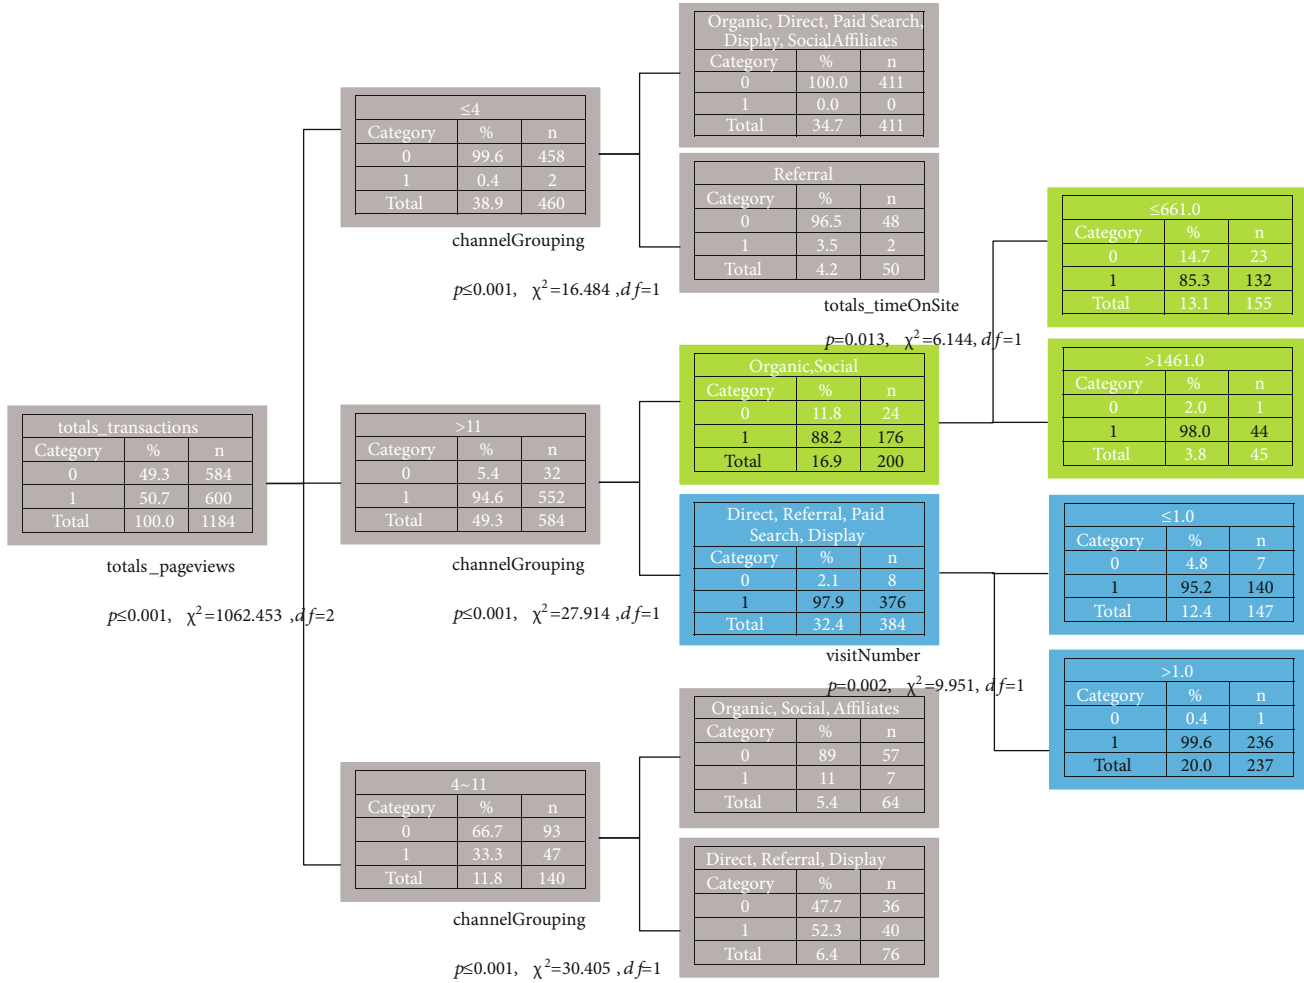 totals_transactions
Category % n
0 49.3 584
1 50.7 600
Total 100.0 1184
totals_pageviews
p≤0.001, χ²=1062.453 ,df=2
≤4
Category % n
0 99.6 458
1 0.4 2
Total 38.9 460
channelGrouping
p≤0.001, χ²=16.484 ,df=1
>11
Category % n
0 5.4 32
1 94.6 552
Total 49.3 584
channelGrouping
p≤0.001, χ²=27.914 ,df=1
4~11
Category % n
0 66.7 93
1 33.3 47
Total 11.8 140
channelGrouping
p≤0.001, χ²=30.405 ,df=1
Organic, Direct, Paid Search,
Display, SocialAffiliates
Category % n
0 100.0 411
1 0.0 0
Total 34.7 411
Referral
Category % n
0 96.5 48
1 3.5 2
Total 4.2 50
totals_timeOnSite
p=0.013, χ²=6.144, df=1
Organic,Social
Category % n
0 11.8 24
1 88.2 176
Total 16.9 200
Direct, Referral, Paid
Search, Display
Category % n
0 2.1 8
1 97.9 376
Total 32.4 384
visitNumber
p=0.002, χ²=9.951, df=1
Organic, Social, Affiliates
Category % n
0 89 57
1 11 7
Total 5.4 64
Direct, Referral, Display
Category % n
0 47.7 36
1 52.3 40
Total 6.4 76
≤661.0
Category % n
0 14.7 23
1 85.3 132
Total 13.1 155
>1461.0
Category % n
0 2.0 1
1 98.0 44
Total 3.8 45
≤1.0
Category % n
0 4.8 7
1 95.2 140
Total 12.4 147
>1.0
Category % n
0 0.4 1
1 99.6 236
Total 20.0 237